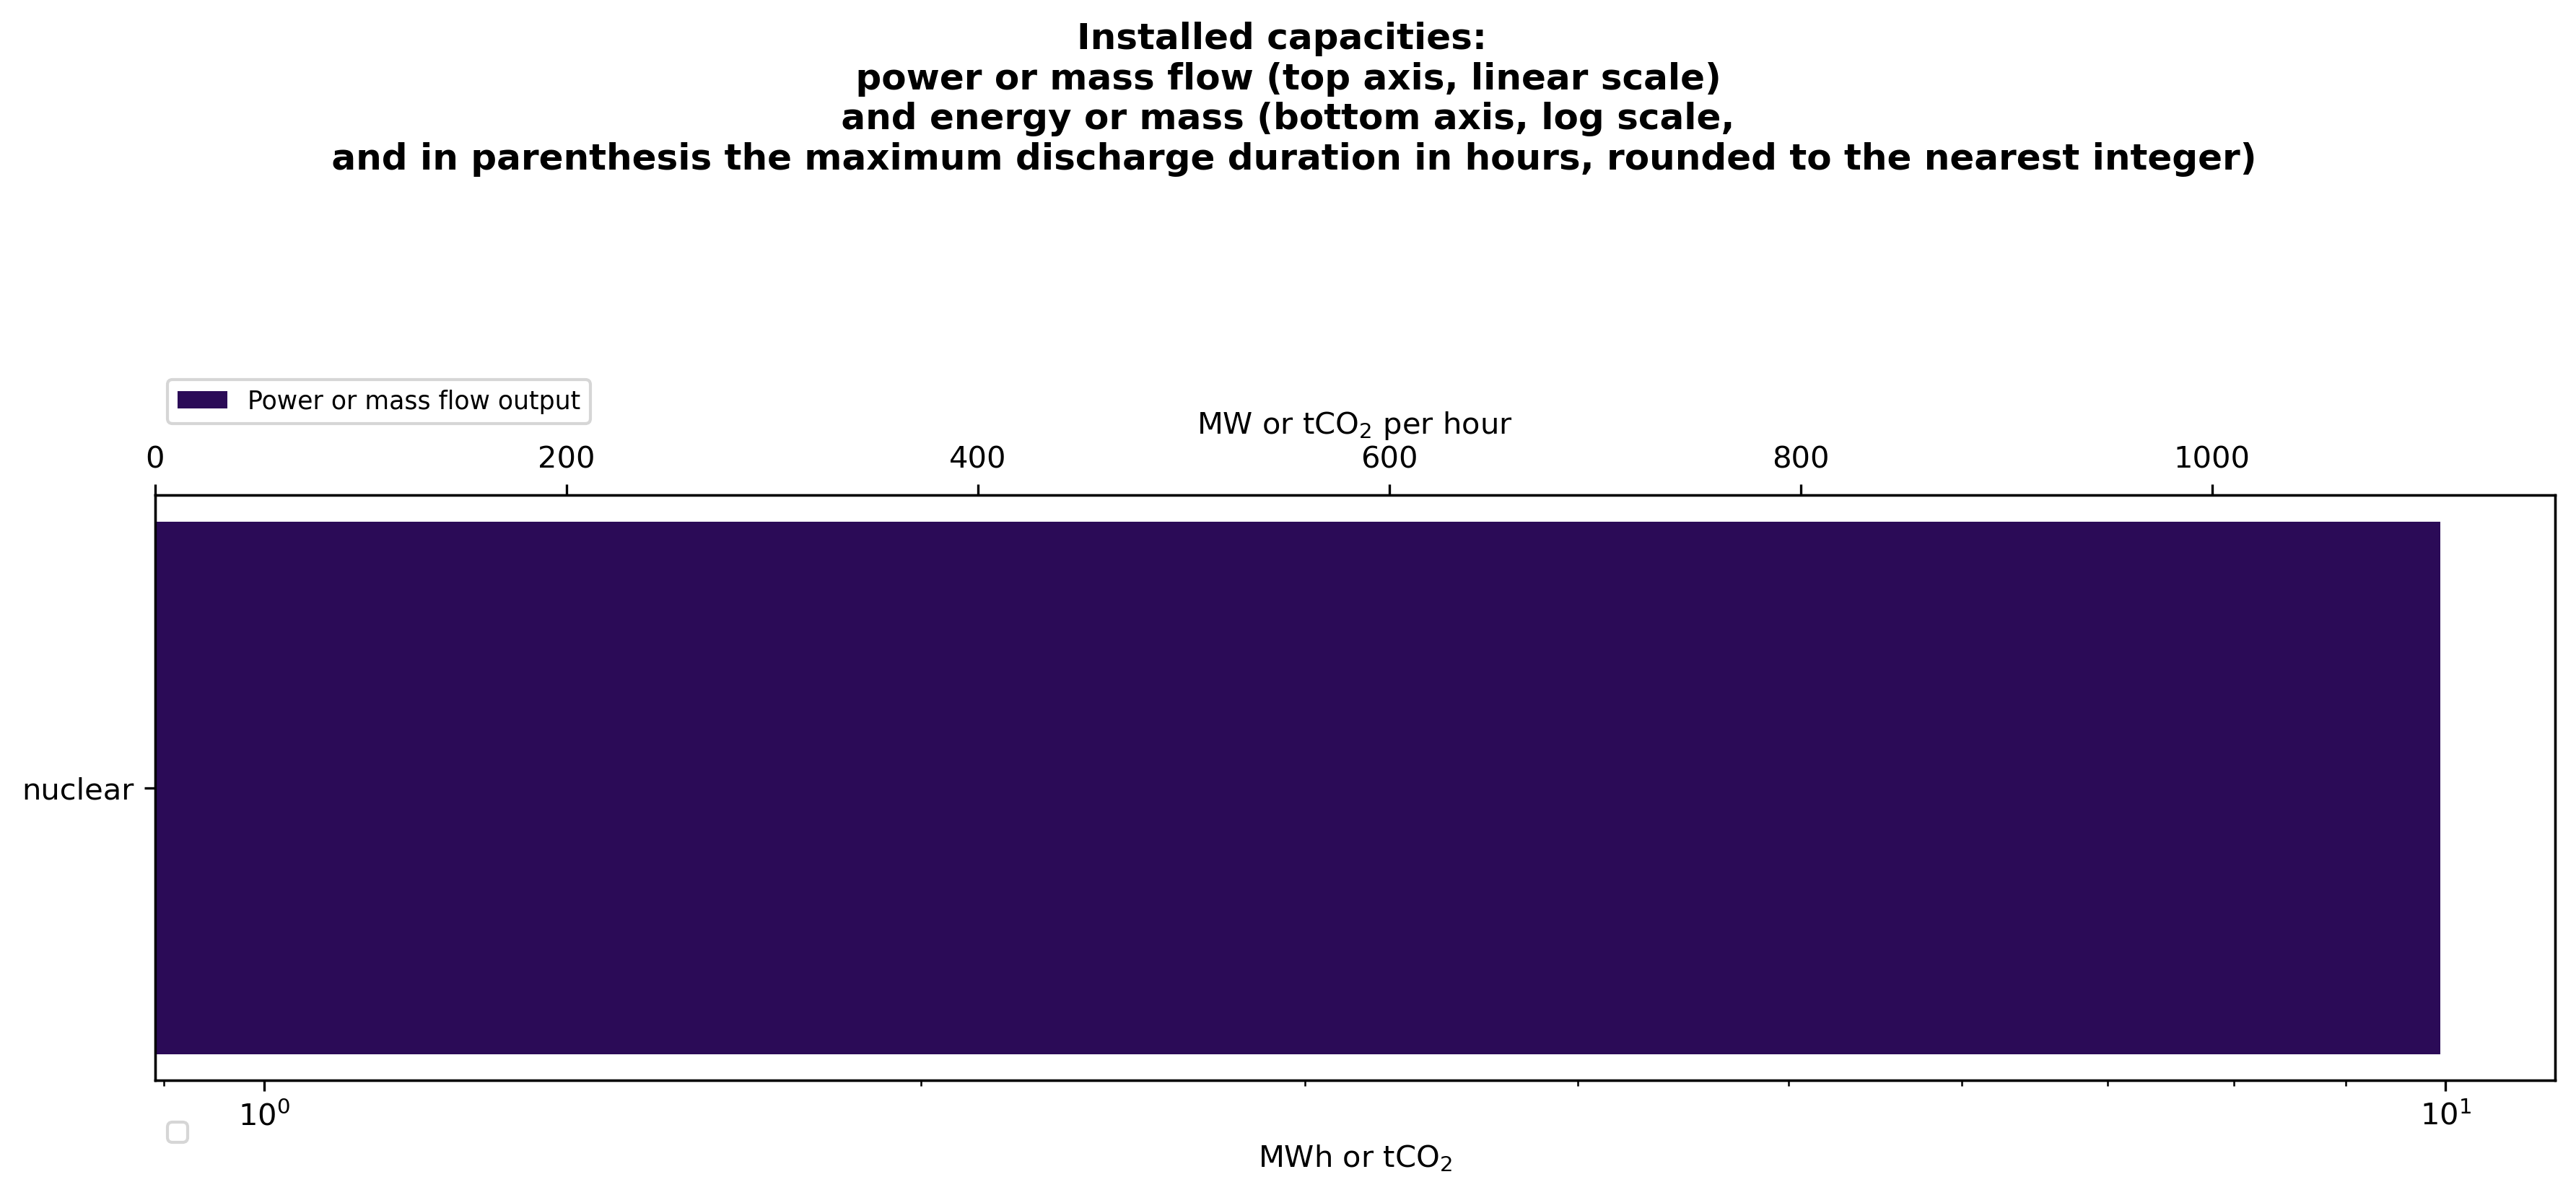 Installed capacities:
power or mass flow (top axis, linear scale)
and energy or mass (bottom axis, log scale,
and in parenthesis the maximum discharge duration in hours, rounded to the nearest integer)
Power or mass flow output
MW or tCO₂ per hour
0 200 400 600 800 1000
nuclear
10⁰ 10¹
MWh or tCO₂